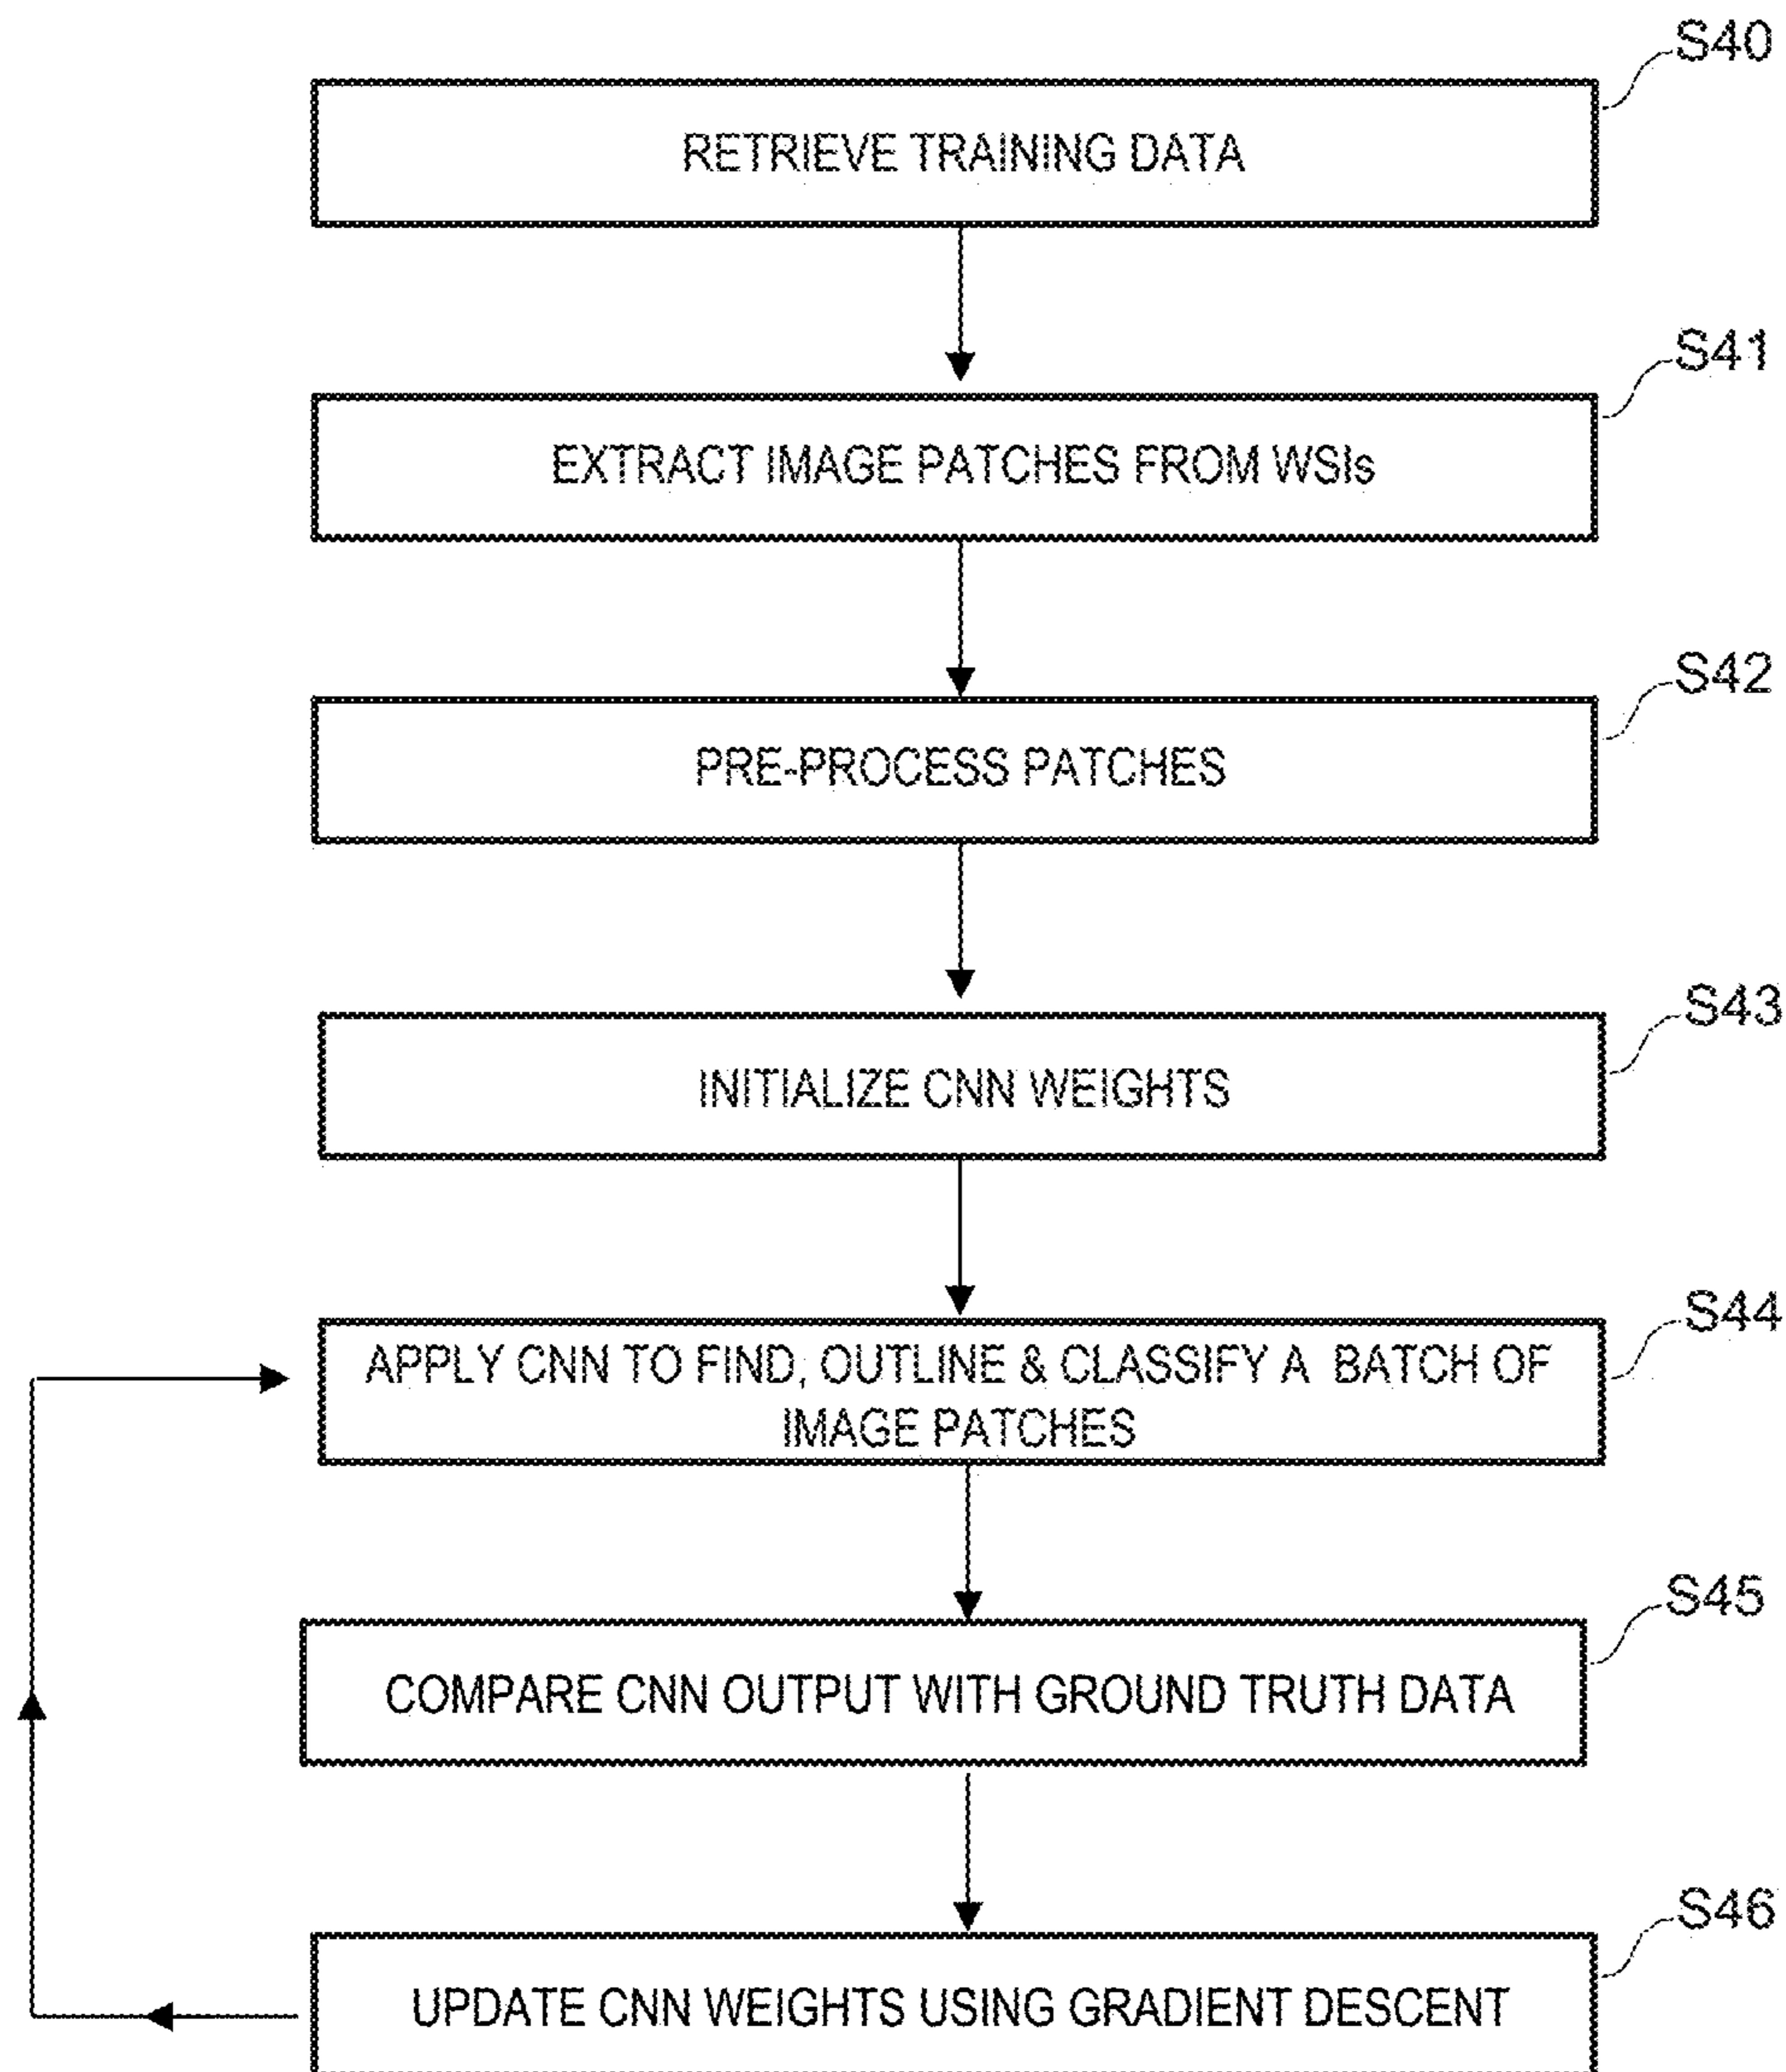 S40
RETRIEVE TRAINING DATA
S41
EXTRACT IMAGE PATCHES FROM WSIs
S42
PRE-PROCESS PATCHES
S43
INITIALIZE CNN WEIGHTS
S44
APPLY CNN TO FIND, OUTLINE & CLASSIFY A BATCH OF
IMAGE PATCHES
S45
COMPARE CNN OUTPUT WITH GROUND TRUTH DATA
S46
UPDATE CNN WEIGHTS USING GRADIENT DESCENT